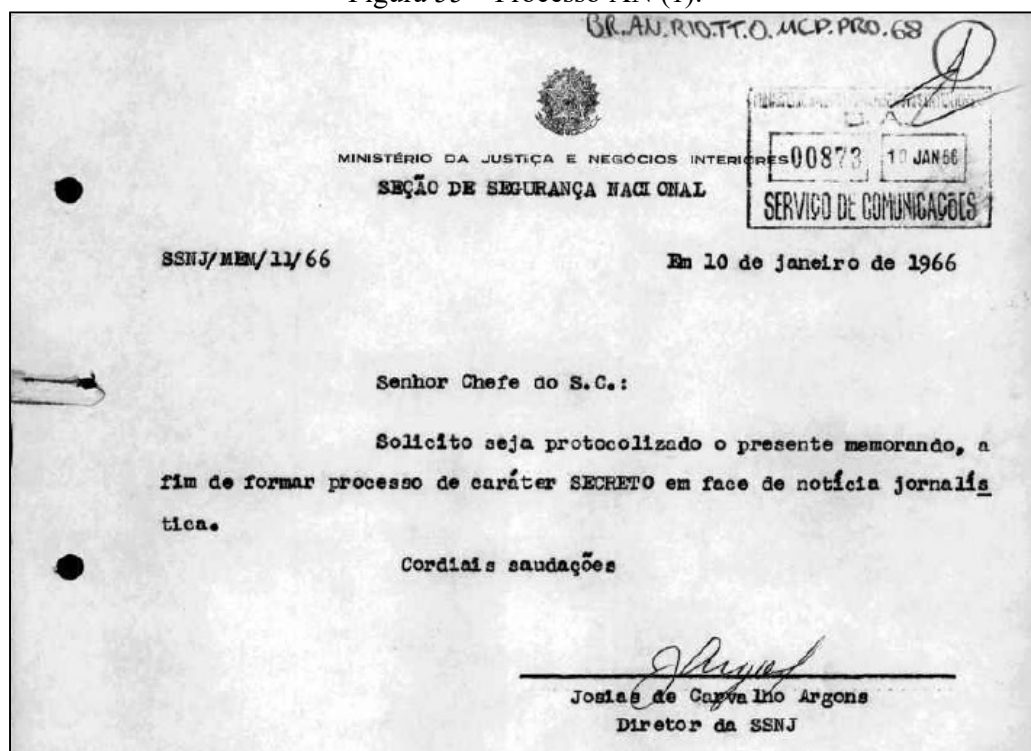 Figura 33 – Processo AN (1).
BR.AN.RIO.TT.O.MCP.PRO.68
MINISTÉRIO DA JUSTIÇA E NEGÓCIOS INTERIORES
SEÇÃO DE SEGURANÇA NACIONAL
00873 10 JAN 66
SERVIÇO DE COMUNICAÇÕES
SSNJ/MEM/11/66
Em 10 de janeiro de 1966
Senhor Chefe do S.C.:
Solicito seja protocolizado o presente memorando, a
fim de formar processo de caráter SECRETO em face de notícia jornalís
tica.
Cordiais saudações
Josias de Carvalho Argons
Diretor da SSNJ